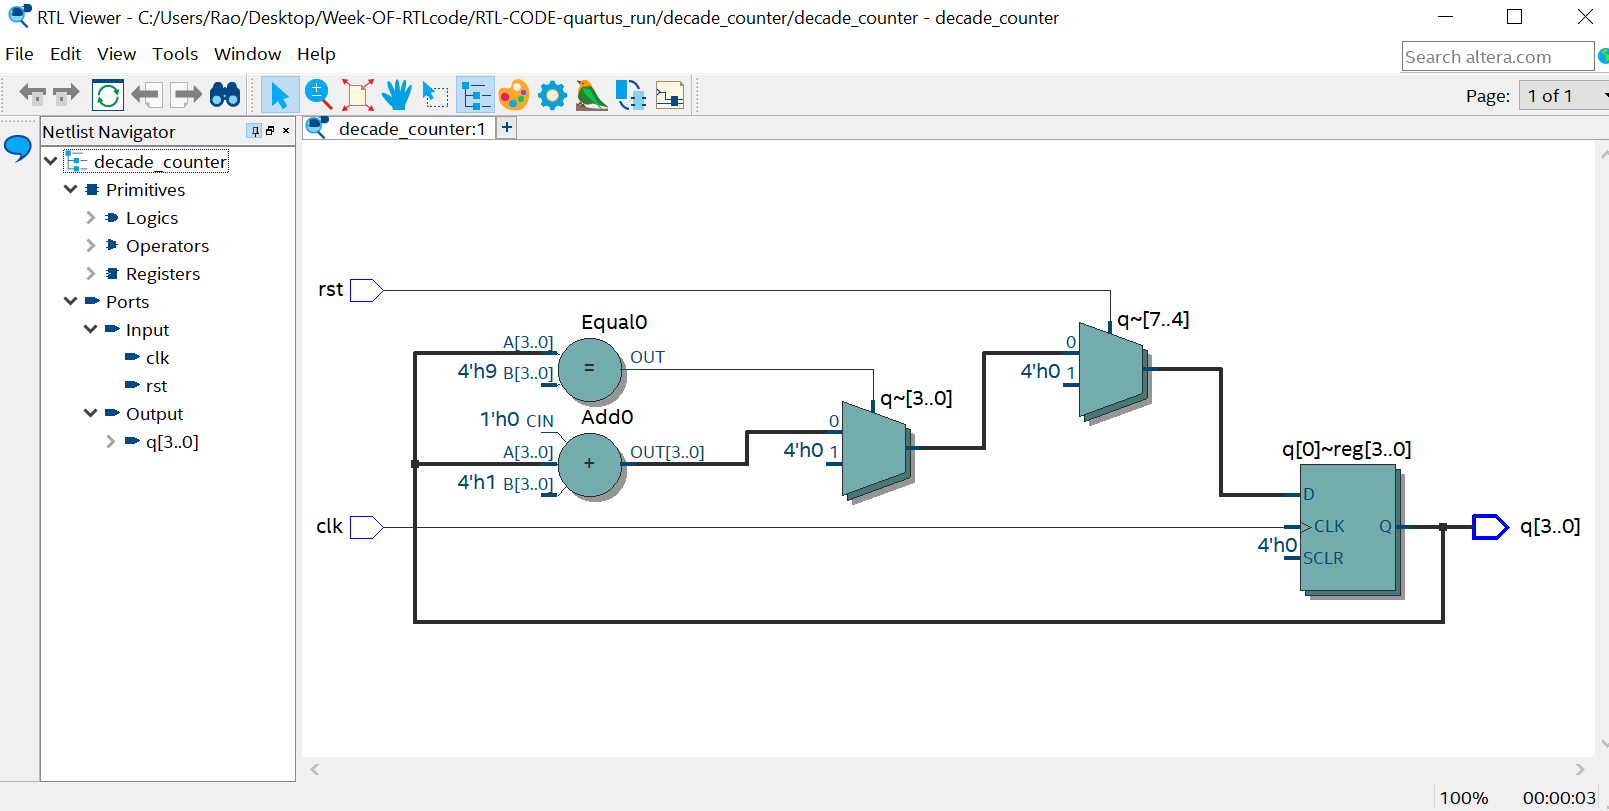 RTL Viewer - C:/Users/Rao/Desktop/Week-OF-RTLcode/RTL-CODE-quartus_run/decade_counter/decade_counter - decade_counter
File Edit View Tools Window Help
Search altera.com
Page: 1 of 1
Netlist Navigator
decade_counter:1
decade_counter
Primitives
Logics
Operators
Registers
Ports
Input
clk
rst
Output
q[3..0]
rst
q~[7..4]
0
4'h0 1
Equal0
A[3..0]
OUT
4'h9 B[3..0]
=
q~[3..0]
0
4'h0 1
Add0
1'h0 CIN
A[3..0]
OUT[3..0]
4'h1 B[3..0]
+
q[0]~reg[3..0]
D
clk
CLK
Q
q[3..0]
4'h0
SCLR
100% 00:00:03